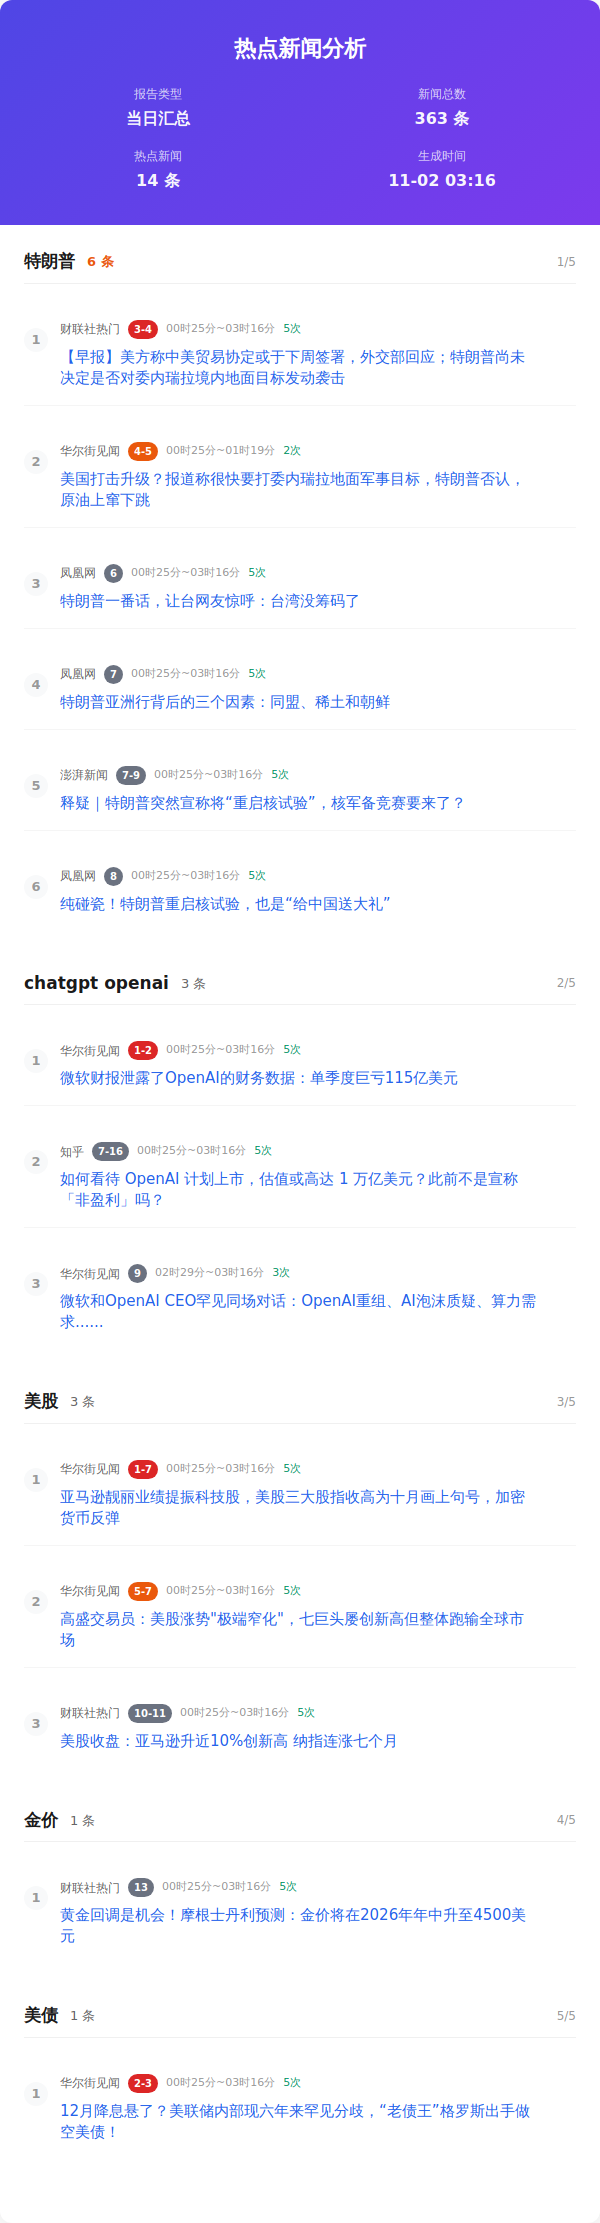 热点新闻分析
报告类型
新闻总数
当日汇总
363 条
热点新闻
生成时间
14 条
11-02 03:16
特朗普 6 条 1/5
1 财联社热门 3-4 00时25分~03时16分 5次
【早报】美方称中美贸易协定或于下周签署，外交部回应；特朗普尚未
决定是否对委内瑞拉境内地面目标发动袭击
2 华尔街见闻 4-5 00时25分~01时19分 2次
美国打击升级？报道称很快要打委内瑞拉地面军事目标，特朗普否认，
原油上窜下跳
3 凤凰网 6 00时25分~03时16分 5次
特朗普一番话，让台网友惊呼：台湾没筹码了
4 凤凰网 7 00时25分~03时16分 5次
特朗普亚洲行背后的三个因素：同盟、稀土和朝鲜
5 澎湃新闻 7-9 00时25分~03时16分 5次
释疑｜特朗普突然宣称将“重启核试验”，核军备竞赛要来了？
6 凤凰网 8 00时25分~03时16分 5次
纯碰瓷！特朗普重启核试验，也是“给中国送大礼”
chatgpt openai 3 条 2/5
1 华尔街见闻 1-2 00时25分~03时16分 5次
微软财报泄露了OpenAI的财务数据：单季度巨亏115亿美元
2 知乎 7-16 00时25分~03时16分 5次
如何看待 OpenAI 计划上市，估值或高达 1 万亿美元？此前不是宣称
「非盈利」吗？
3 华尔街见闻 9 02时29分~03时16分 3次
微软和OpenAI CEO罕见同场对话：OpenAI重组、AI泡沫质疑、算力需
求……
美股 3 条 3/5
1 华尔街见闻 1-7 00时25分~03时16分 5次
亚马逊靓丽业绩提振科技股，美股三大股指收高为十月画上句号，加密
货币反弹
2 华尔街见闻 5-7 00时25分~03时16分 5次
高盛交易员：美股涨势"极端窄化"，七巨头屡创新高但整体跑输全球市
场
3 财联社热门 10-11 00时25分~03时16分 5次
美股收盘：亚马逊升近10%创新高 纳指连涨七个月
金价 1 条 4/5
1 财联社热门 13 00时25分~03时16分 5次
黄金回调是机会！摩根士丹利预测：金价将在2026年年中升至4500美
元
美债 1 条 5/5
1 华尔街见闻 2-3 00时25分~03时16分 5次
12月降息悬了？美联储内部现六年来罕见分歧，“老债王”格罗斯出手做
空美债！